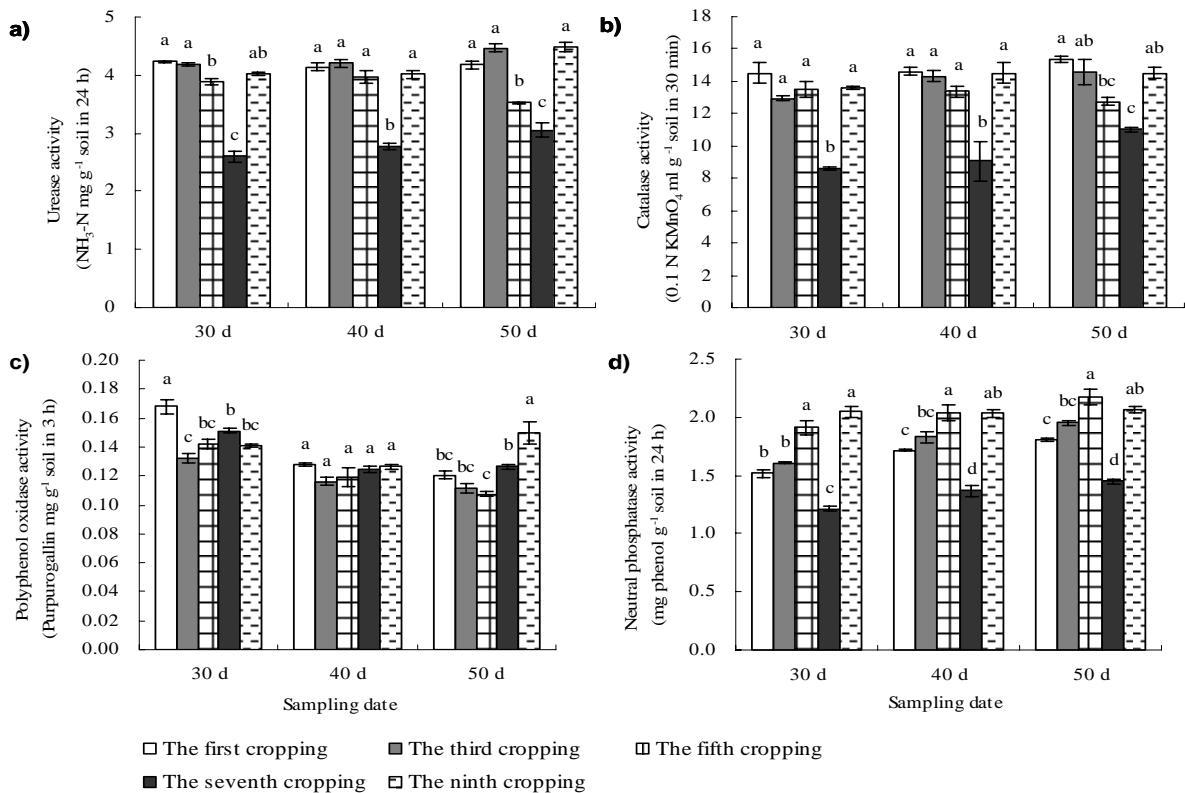 a)
Urease activity
(NH₃-N mg g⁻¹ soil in 24 h)
5
4
3
2
1
0
a a b ab c
a a a b a
a a b c a
30 d 40 d 50 d
b)
Catalase activity
(0.1 N KMnO₄ ml g⁻¹ soil in 30 min)
18
16
14
12
10
8
6
4
2
0
a a a b a
a a a b a
a ab bc c ab
30 d 40 d 50 d
c)
Polyphenol oxidase activity
(Purpurogallin mg g⁻¹ soil in 3 h)
0.20
0.18
0.16
0.14
0.12
0.10
0.08
0.06
0.04
0.02
0.00
a c bc b bc
a a a a a
bc bc c b a
30 d 40 d 50 d
Sampling date
d)
Neutral phosphatase activity
(mg phenol g⁻¹ soil in 24 h)
2.5
2.0
1.5
1.0
0.5
0.0
b b a c a
c bc a d ab
c bc a d ab
30 d 40 d 50 d
Sampling date
The first cropping The third cropping The fifth cropping
The seventh cropping The ninth cropping